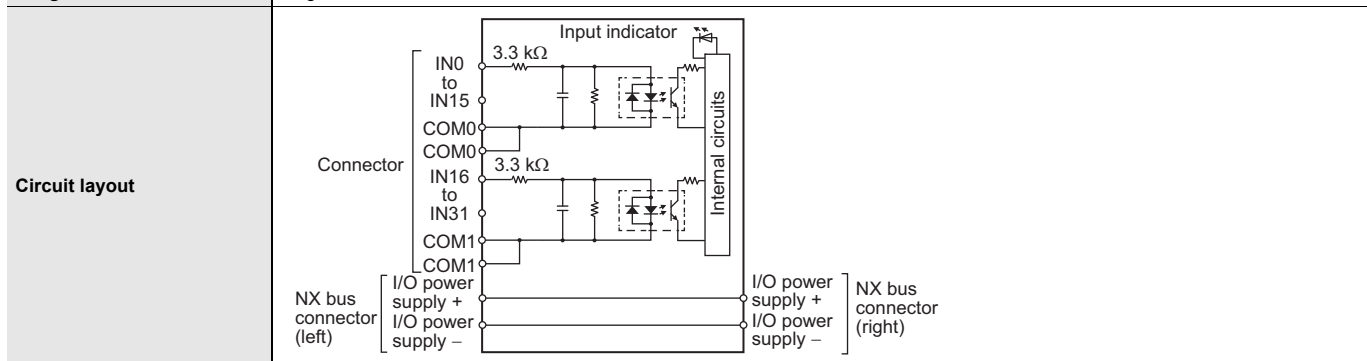 Circuit layout
Input indicator
3.3 kΩ
IN0
to
IN15
COM0
COM0
Connector
3.3 kΩ
IN16
to
IN31
COM1
COM1
Internal circuits
NX bus
connector
(left)
I/O power
supply +
I/O power
supply −
I/O power
supply +
I/O power
supply −
NX bus
connector
(right)